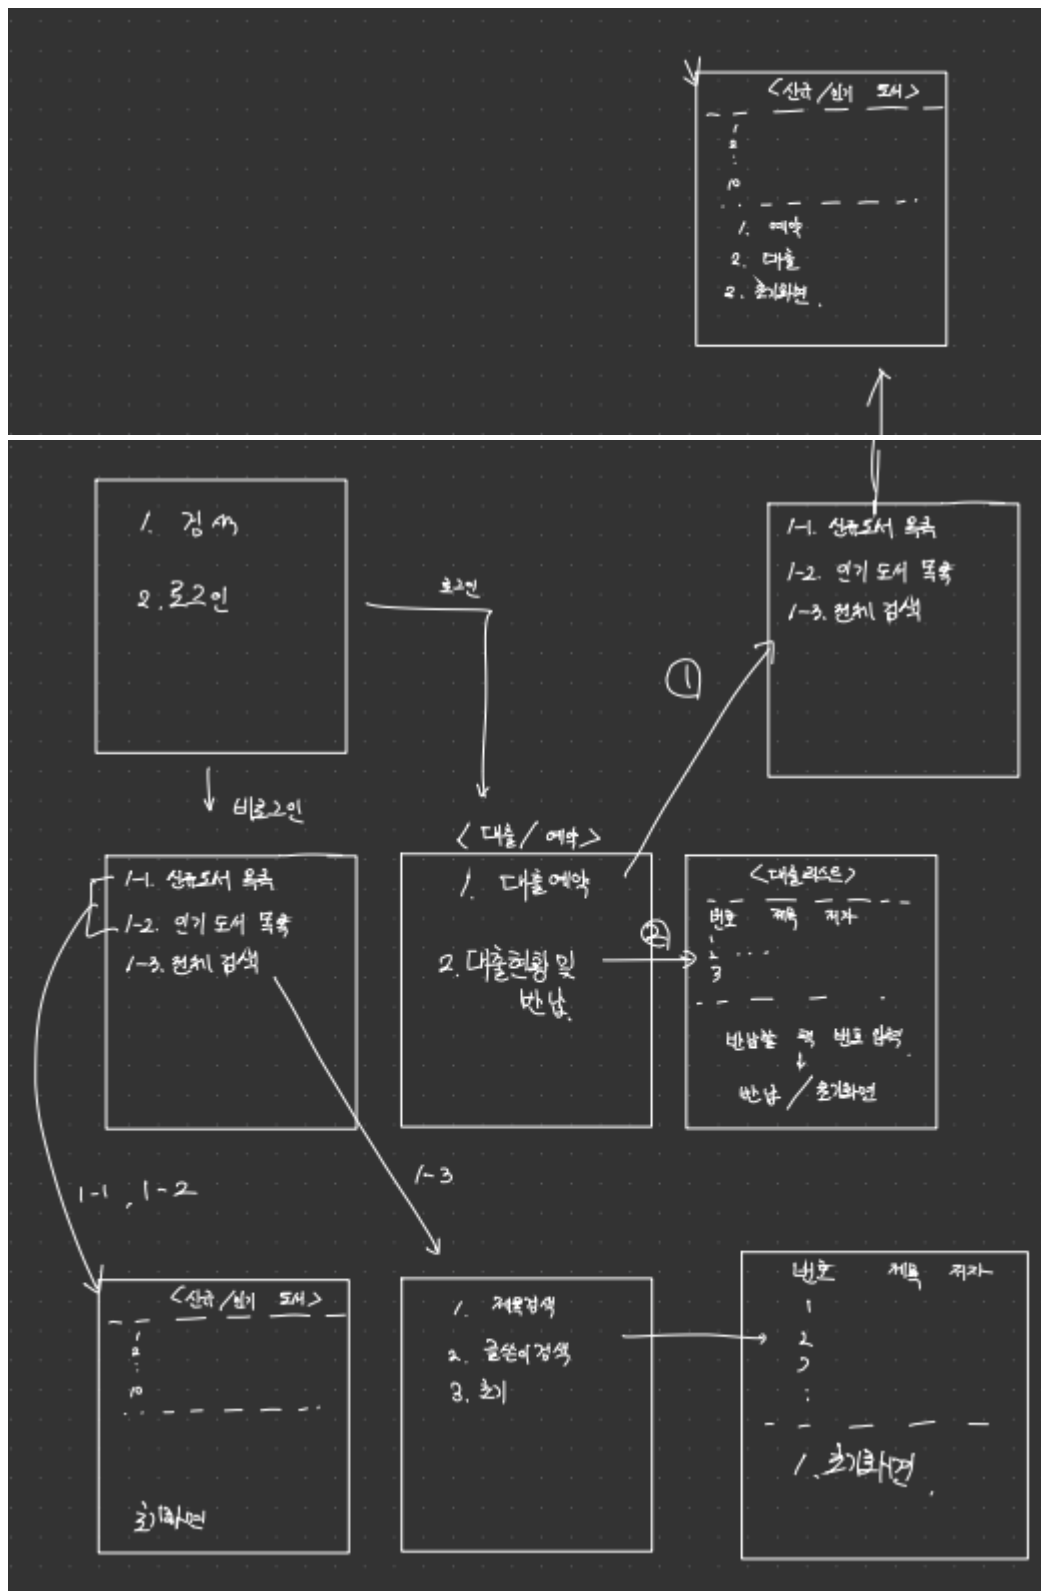 <신규/인기 도서>
1
2
:
10
1. 예약
2. 대출
2. 초기화면.
1. 검색
2. 로그인
로그인
1-1. 신규도서 목록
1-2. 인기 도서 목록
1-3. 전체 검색
①
비로그인
<대출/예약>
1-1. 신규도서 목록
1-2. 인기 도서 목록
1-3. 전체 검색
1. 대출예약
2. 대출현황 및
반납.
②
<대출리스트>
번호 제목 저자
1
2 ...
3
반납할 책 번호 입력.
↓
반납 / 초기화면
1-1, 1-2
1-3
<신규/인기 도서>
1
2
:
10
초기화면
1. 제목검색
2. 글쓴이 검색
3. 초기
번호 제목 저자
1
2
3
:
1. 초기화면.